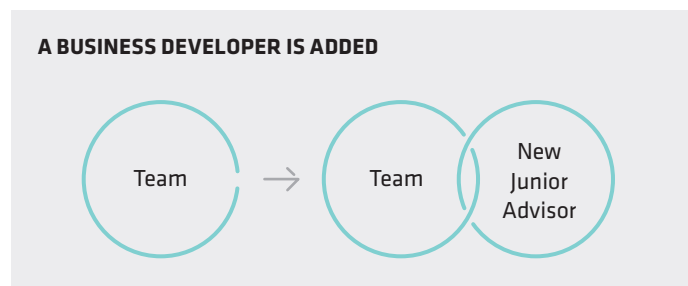 A BUSINESS DEVELOPER IS ADDED
Team
Team
New
Junior
Advisor